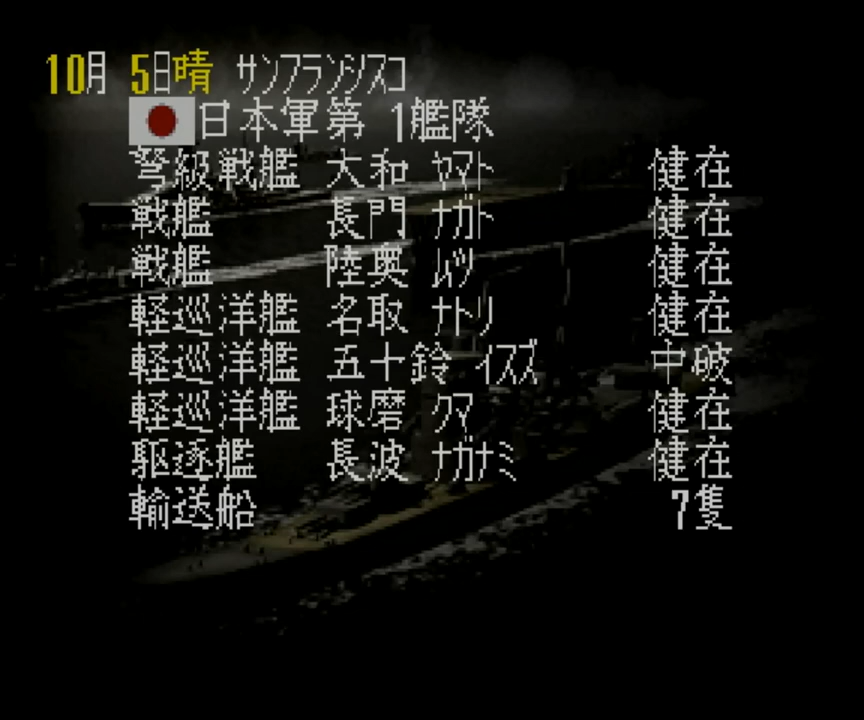 10月 5日晴 サンフランシスコ
日本軍第 1艦隊
弩級戦艦 大和 ヤマト 健在
戦艦 長門 ナガト 健在
戦艦 陸奥 ムツ 健在
軽巡洋艦 名取 ナトリ 健在
軽巡洋艦 五十鈴 イスズ 中破
軽巡洋艦 球磨 クマ 健在
駆逐艦 長波 ナガナミ 健在
輸送船 7隻